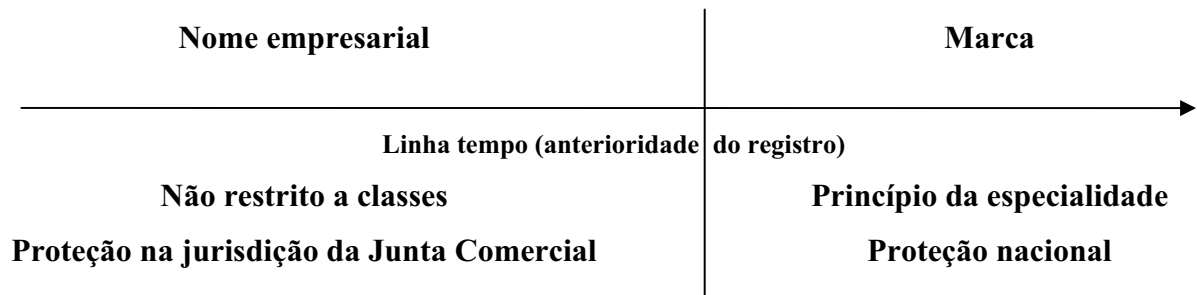 Nome empresarial Marca
Linha tempo (anterioridade do registro)
Não restrito a classes Princípio da especialidade
Proteção na jurisdição da Junta Comercial Proteção nacional